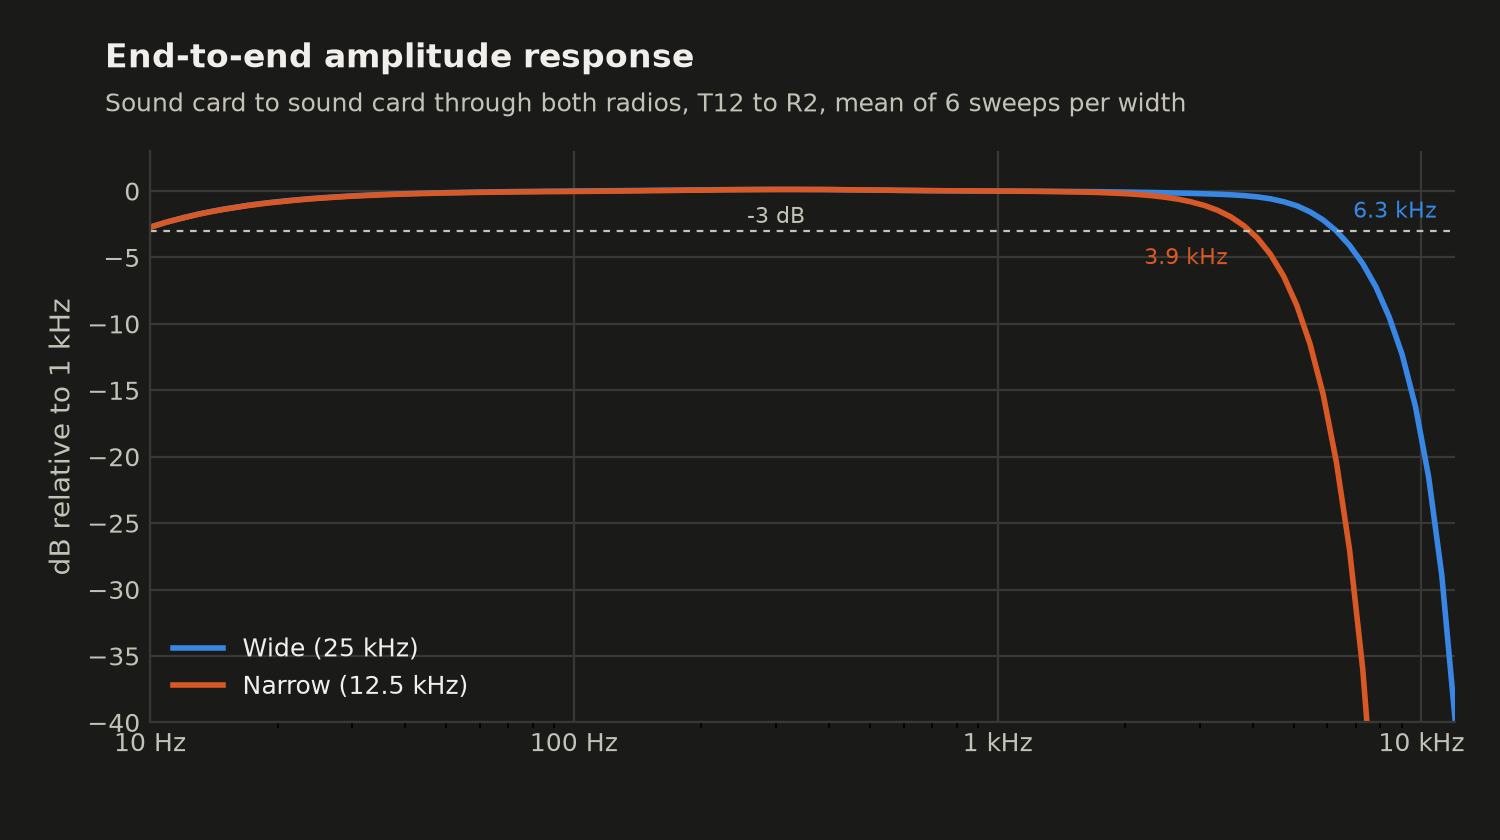 End-to-end amplitude response
Sound card to sound card through both radios, T12 to R2, mean of 6 sweeps per width
dB relative to 1 kHz
0
−5
−10
−15
−20
−25
−30
−35
−40
-3 dB
6.3 kHz
3.9 kHz
Wide (25 kHz)
Narrow (12.5 kHz)
10 Hz
100 Hz
1 kHz
10 kHz